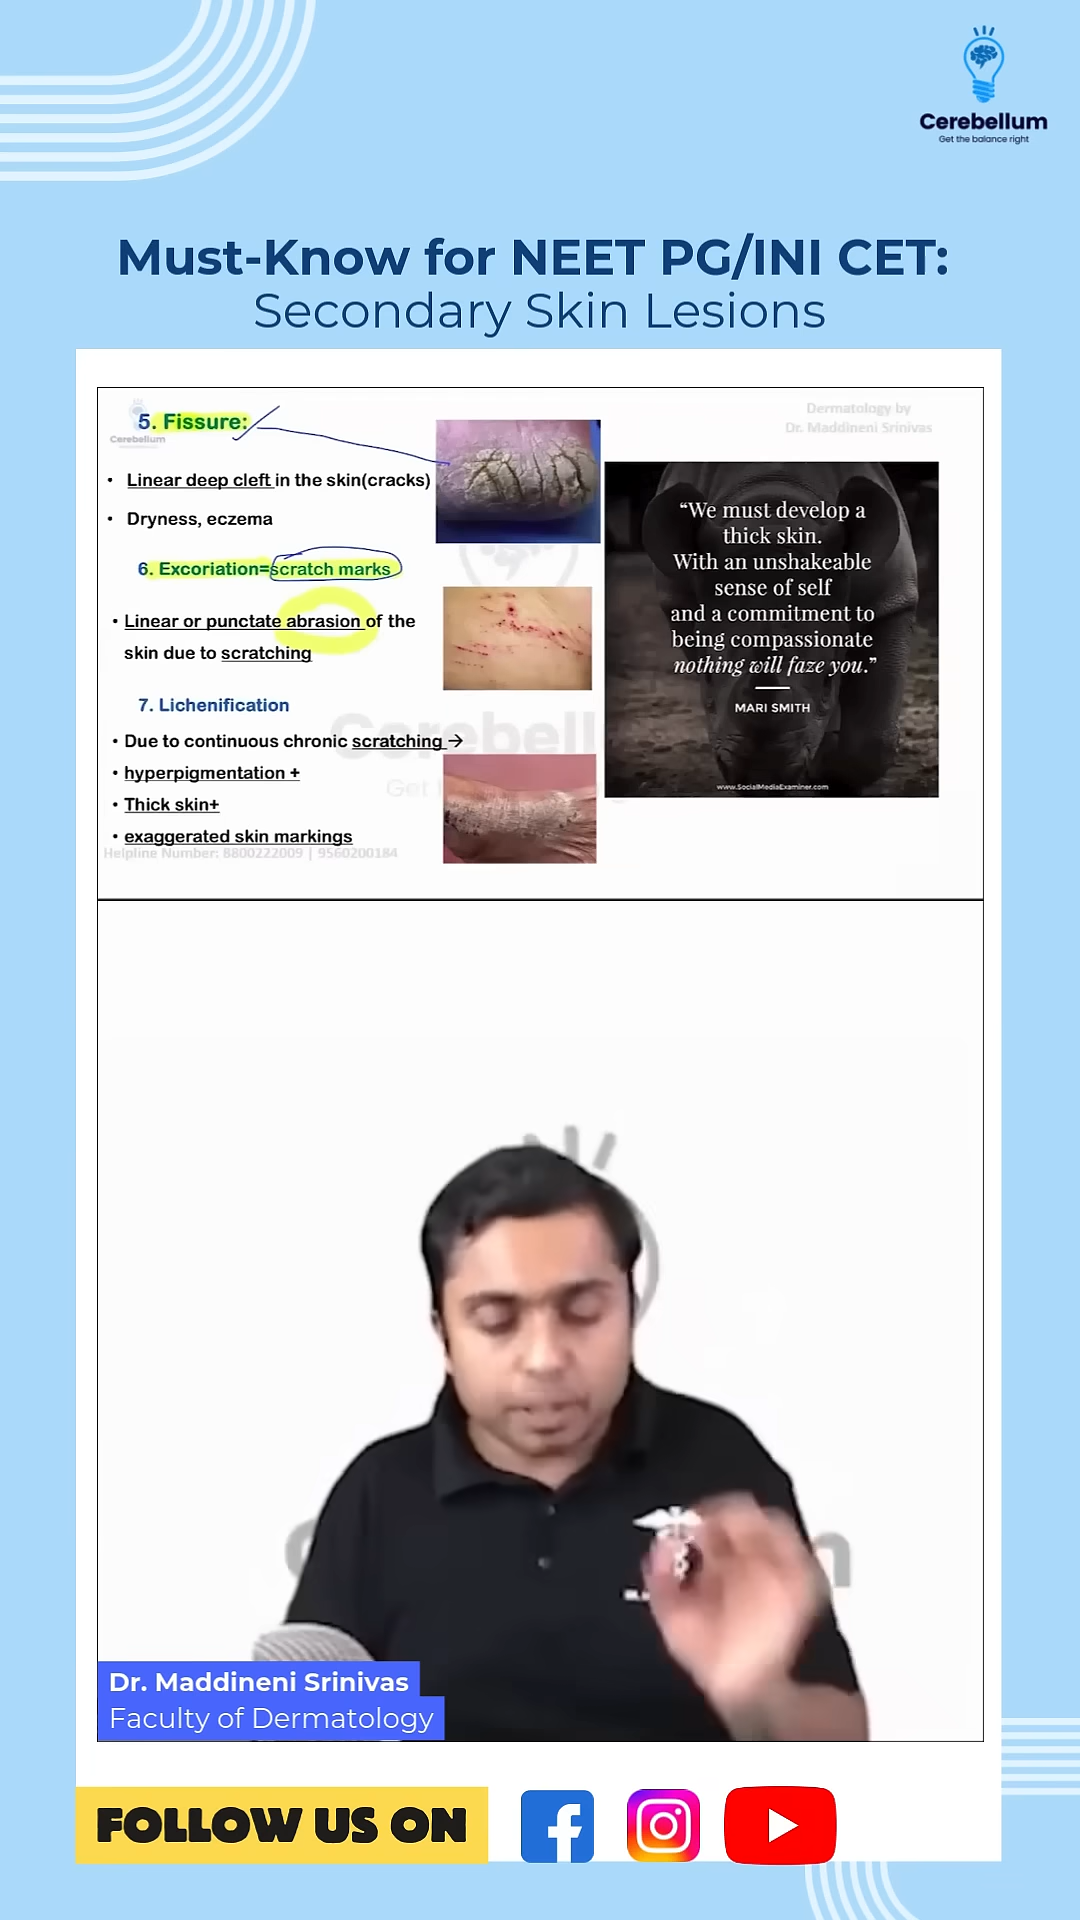 Cerebellum
Get the balance right
Must-Know for NEET PG/INI CET:
Secondary Skin Lesions
5. Fissure:
Cerebellum
Dermatology by
Dr. Maddineni Srinivas
• Linear deep cleft in the skin(cracks)
• Dryness, eczema
6. Excoriation=scratch marks
• Linear or punctate abrasion of the
skin due to scratching
7. Lichenification
• Due to continuous chronic scratching →
• hyperpigmentation +
• Thick skin+
• exaggerated skin markings
Helpline Number: 8800222009 | 9560200184
“We must develop a
thick skin.
With an unshakeable
sense of self
and a commitment to
being compassionate
nothing will faze you.”
MARI SMITH
www.SocialMediaExaminer.com
Dr. Maddineni Srinivas
Faculty of Dermatology
FOLLOW US ON